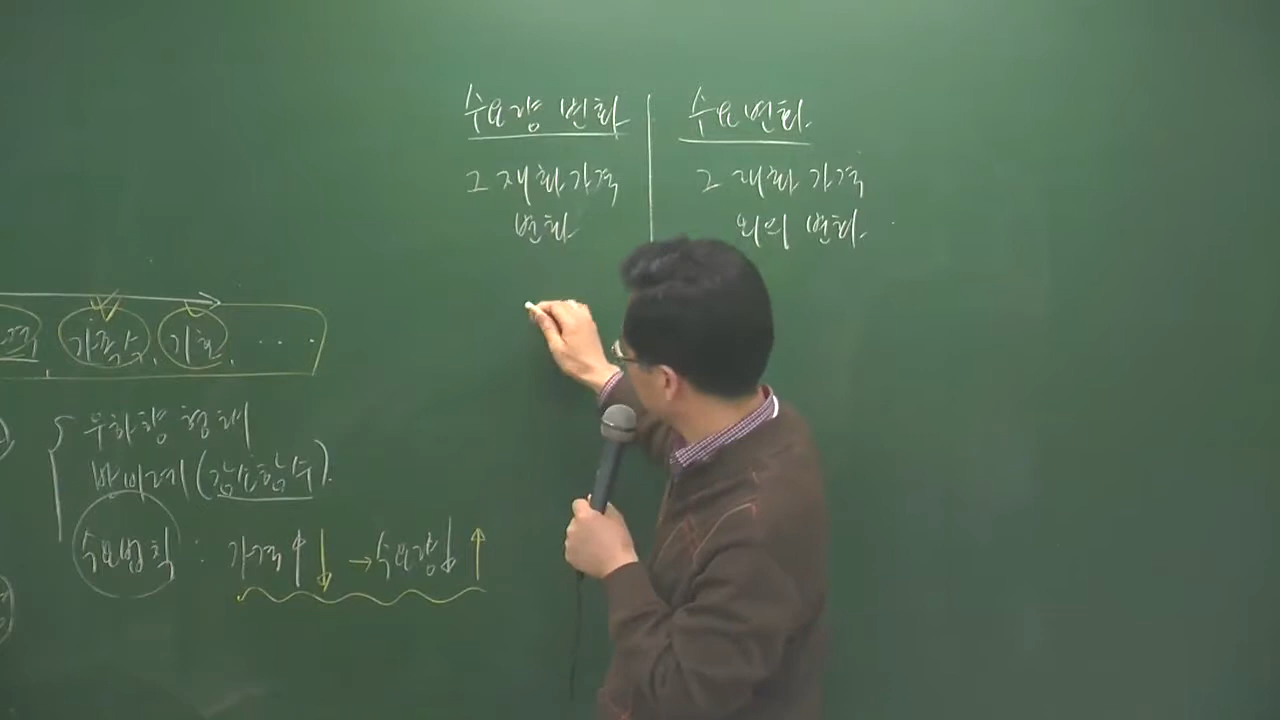 수요량 변화
그 재화 가격
변화
수요 변화.
그 재화 가격
외의 변화.
가족수, 기호, ....
우하향 형태
반비례 (감소함수).
수요법칙 : 가격↑↓ → 수요량↓↑